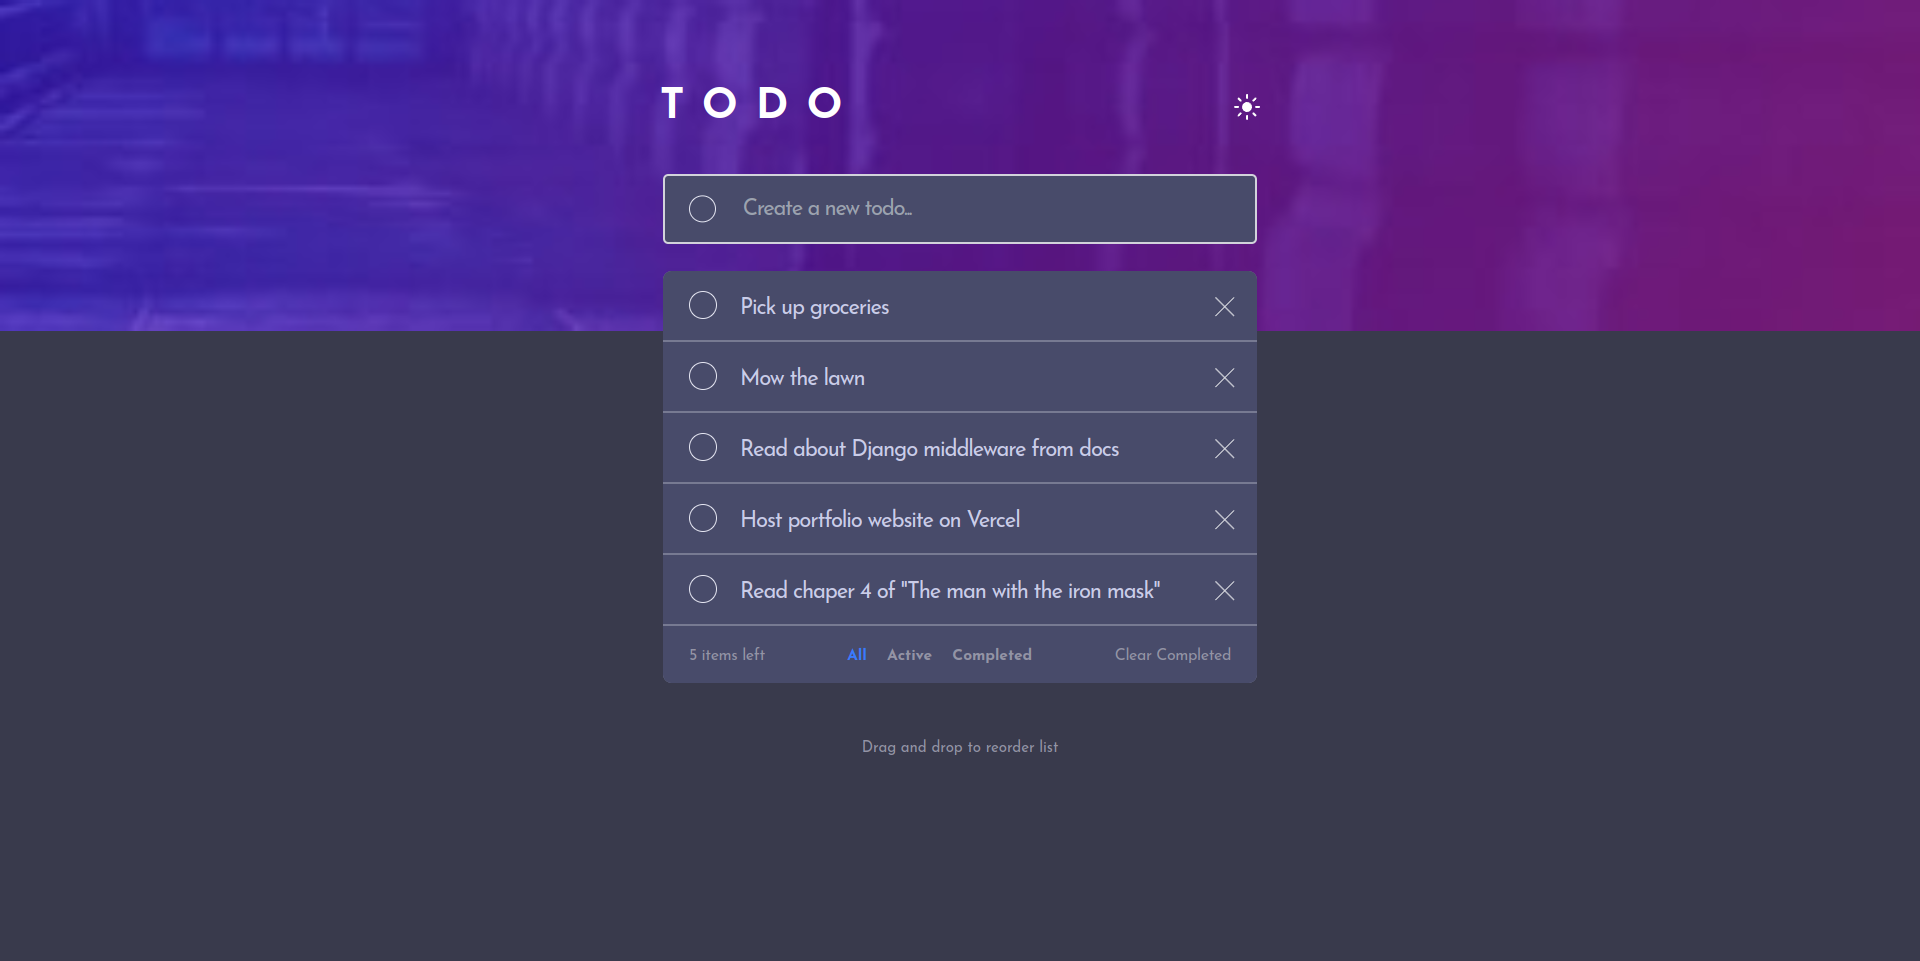 TODO
Create a new todo...
Pick up groceries
Mow the lawn
Read about Django middleware from docs
Host portfolio website on Vercel
Read chaper 4 of "The man with the iron mask"
5 items left All Active Completed Clear Completed
Drag and drop to reorder list